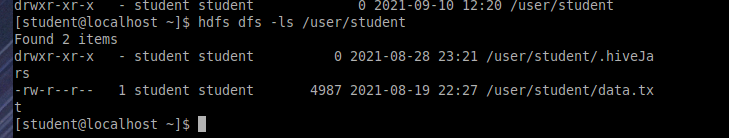 drwxr-xr-x   - student student          0 2021-09-10 12:20 /user/student
[student@localhost ~]$ hdfs dfs -ls /user/student
Found 2 items
drwxr-xr-x   - student student          0 2021-08-28 23:21 /user/student/.hiveJa
rs
-rw-r--r--   1 student student       4987 2021-08-19 22:27 /user/student/data.tx
t
[student@localhost ~]$